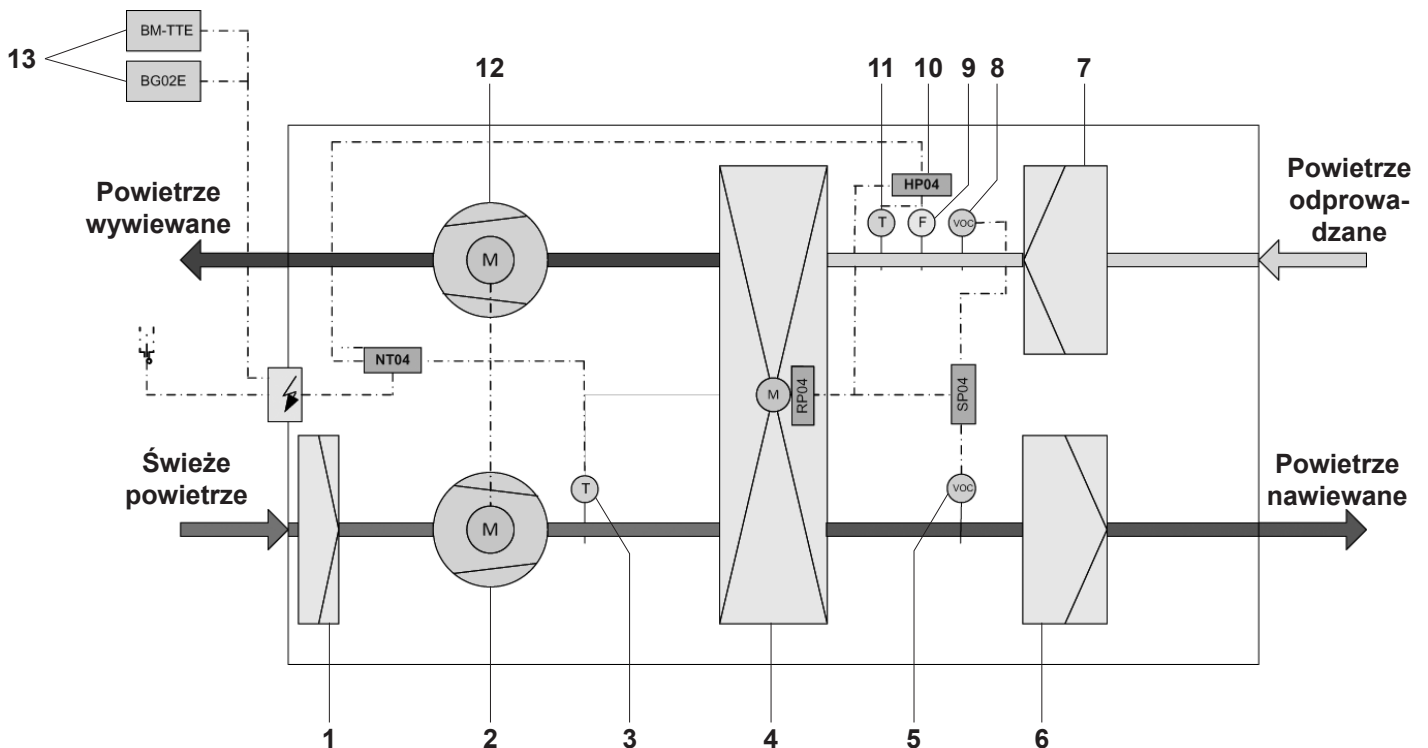 BM-TTE
13
BG02E
12
11
10
9
8
7
Powietrze
wywiewane
HP04
T
F
VOC
Powietrze
odprowa-
dzane
M
NT04
M
RP04
SP04
Świeże
powietrze
M
T
VOC
Powietrze
nawiewane
1
2
3
4
5
6